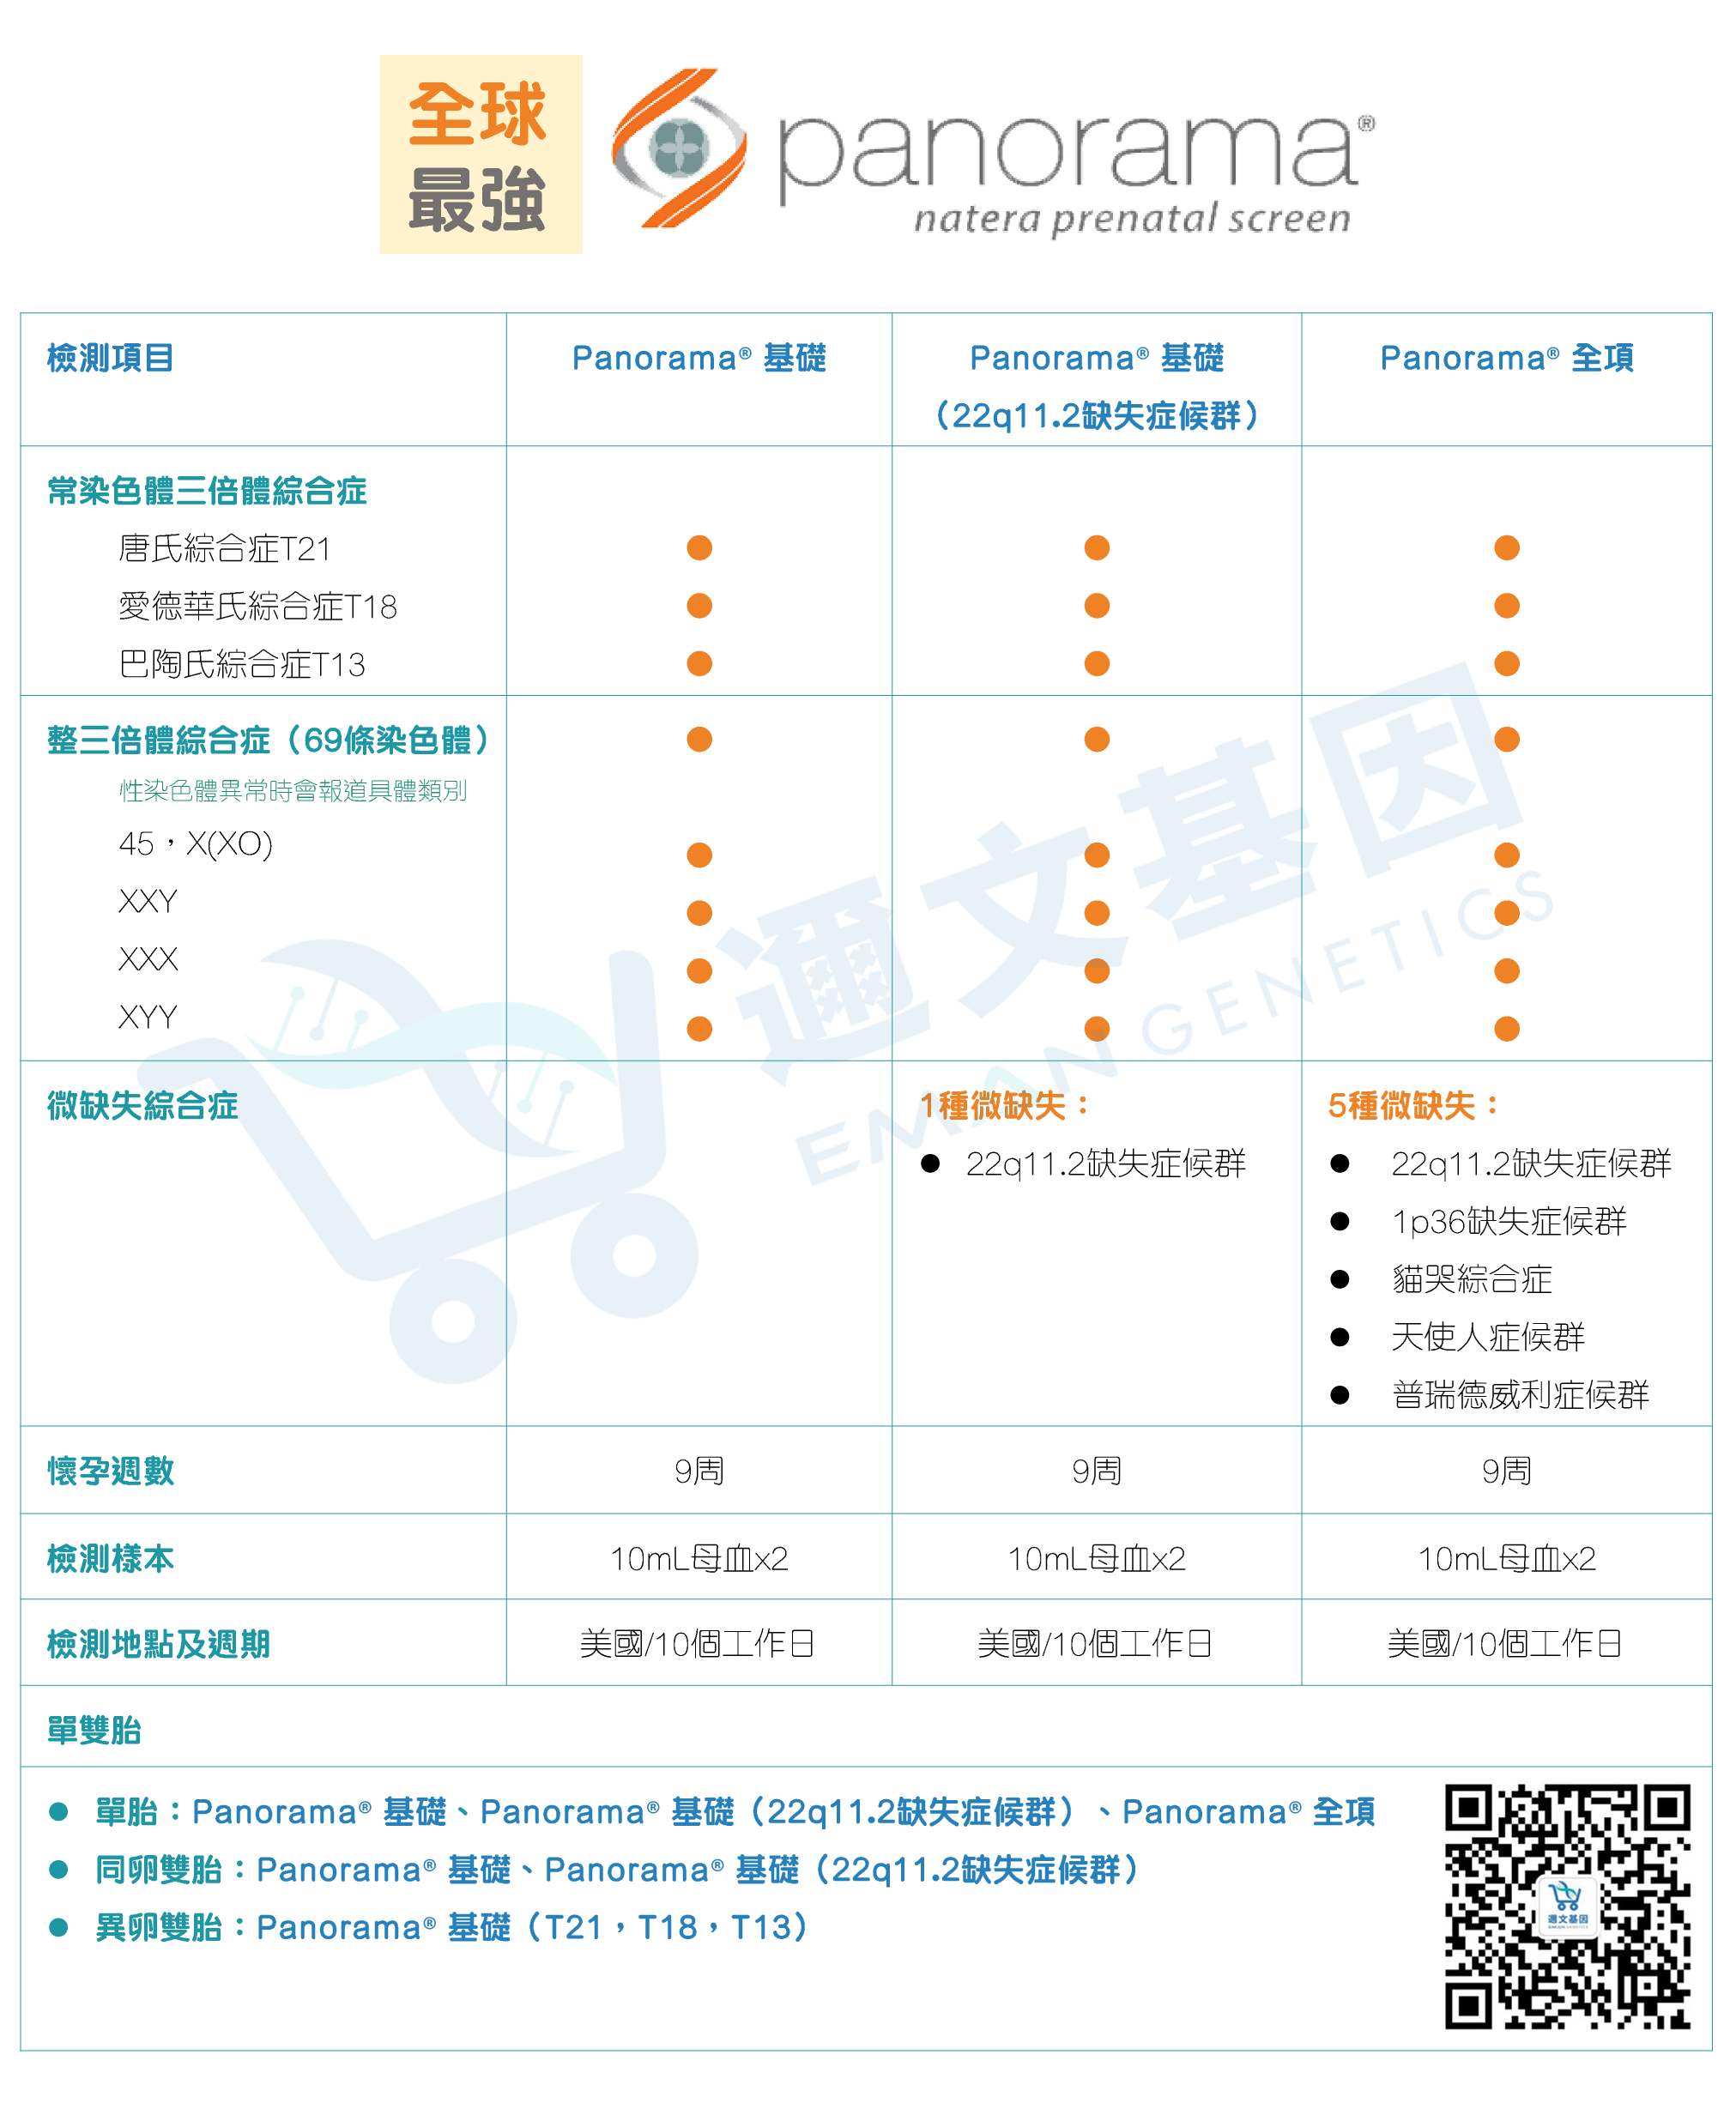 全球
最強
panorama®
natera prenatal screen
檢測項目
Panorama® 基礎
Panorama® 基礎
（22q11.2缺失症候群）
Panorama® 全項
常染色體三倍體綜合症
唐氏綜合症T21
愛德華氏綜合症T18
巴陶氏綜合症T13
整三倍體綜合症（69條染色體）
性染色體異常時會報道具體類別
45，X(XO)
XXY
XXX
XYY
微缺失綜合症
1種微缺失：
22q11.2缺失症候群
5種微缺失：
22q11.2缺失症候群
1p36缺失症候群
貓哭綜合症
天使人症候群
普瑞德威利症候群
懷孕週數
9周
9周
9周
檢測樣本
10mL母血x2
10mL母血x2
10mL母血x2
檢測地點及週期
美國/10個工作日
美國/10個工作日
美國/10個工作日
單雙胎
單胎：Panorama® 基礎、Panorama® 基礎（22q11.2缺失症候群）、Panorama® 全項
同卵雙胎：Panorama® 基礎、Panorama® 基礎（22q11.2缺失症候群）
異卵雙胎：Panorama® 基礎（T21，T18，T13）
邇文基因
EMAN GENETICS
邇文基因
EMAN GENETICS